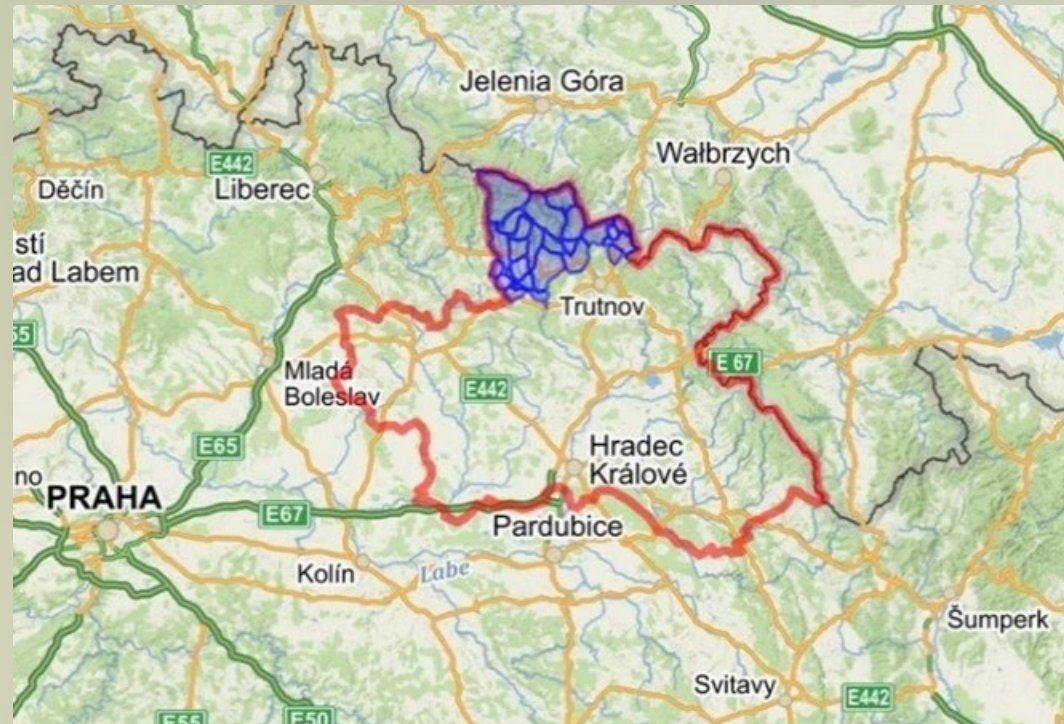 Jelenia Góra
Wałbrzych
E442
Liberec
Děčín
stí
ad Labem
Trutnov
55
Mladá
Boleslav
E442
E 67
E65
Hradec
Králové
no
PRAHA
E67
Pardubice
Kolín
Labe
Šumperk
Svitavy
E442
E55
E50